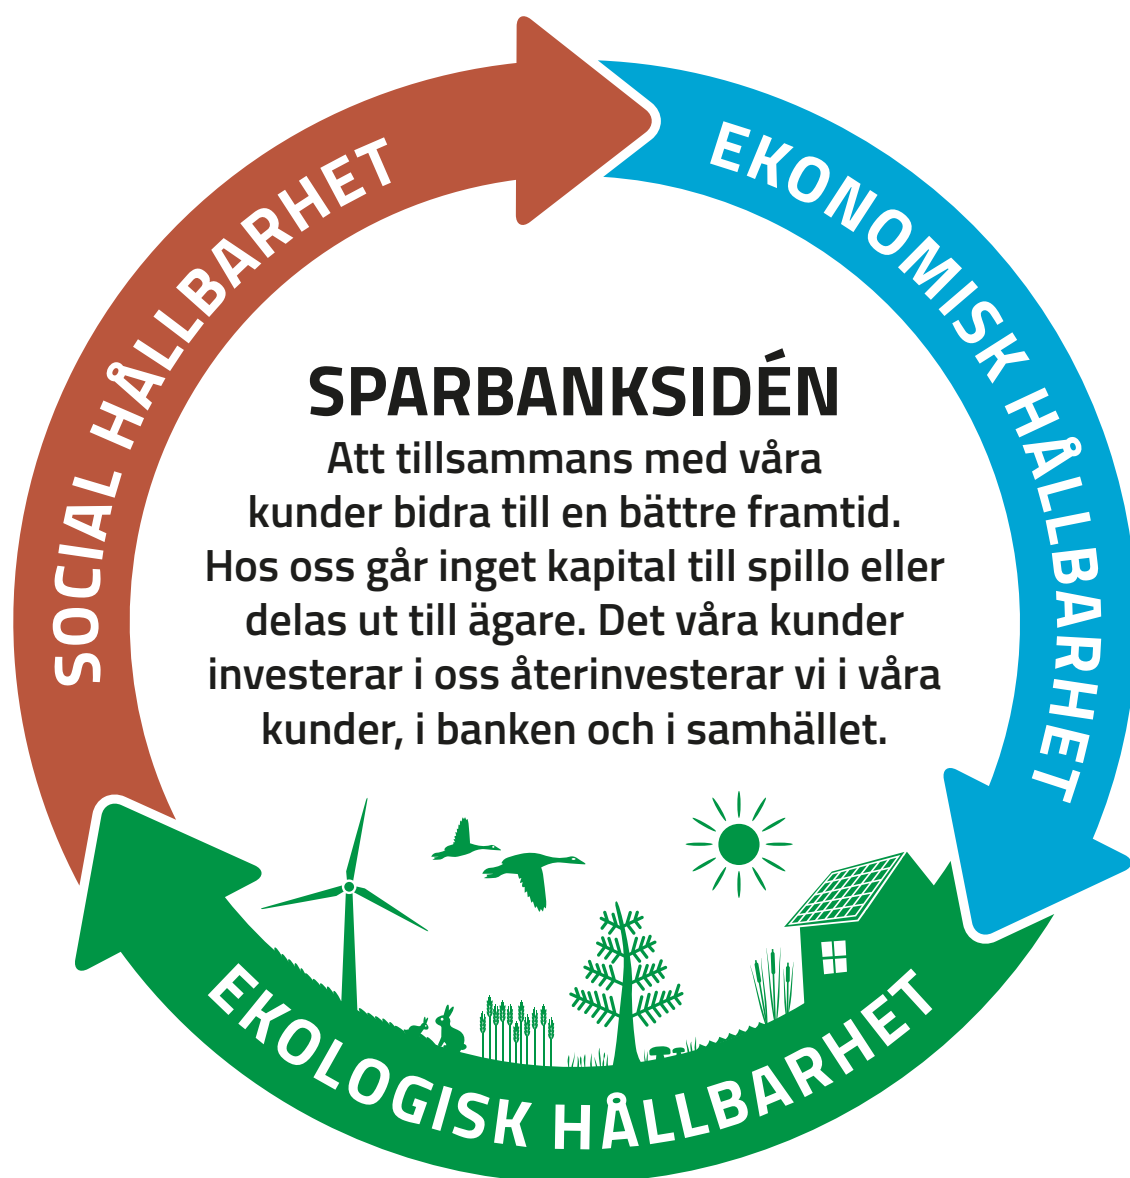 SOCIAL HÅLLBARHET
EKONOMISK HÅLLBARHET
SPARBANKSIDÉN
Att tillsammans med våra
kunder bidra till en bättre framtid.
Hos oss går inget kapital till spillo eller
delas ut till ägare. Det våra kunder
investerar i oss återinvesterar vi i våra
kunder, i banken och i samhället.
EKOLOGISK HÅLLBARHET